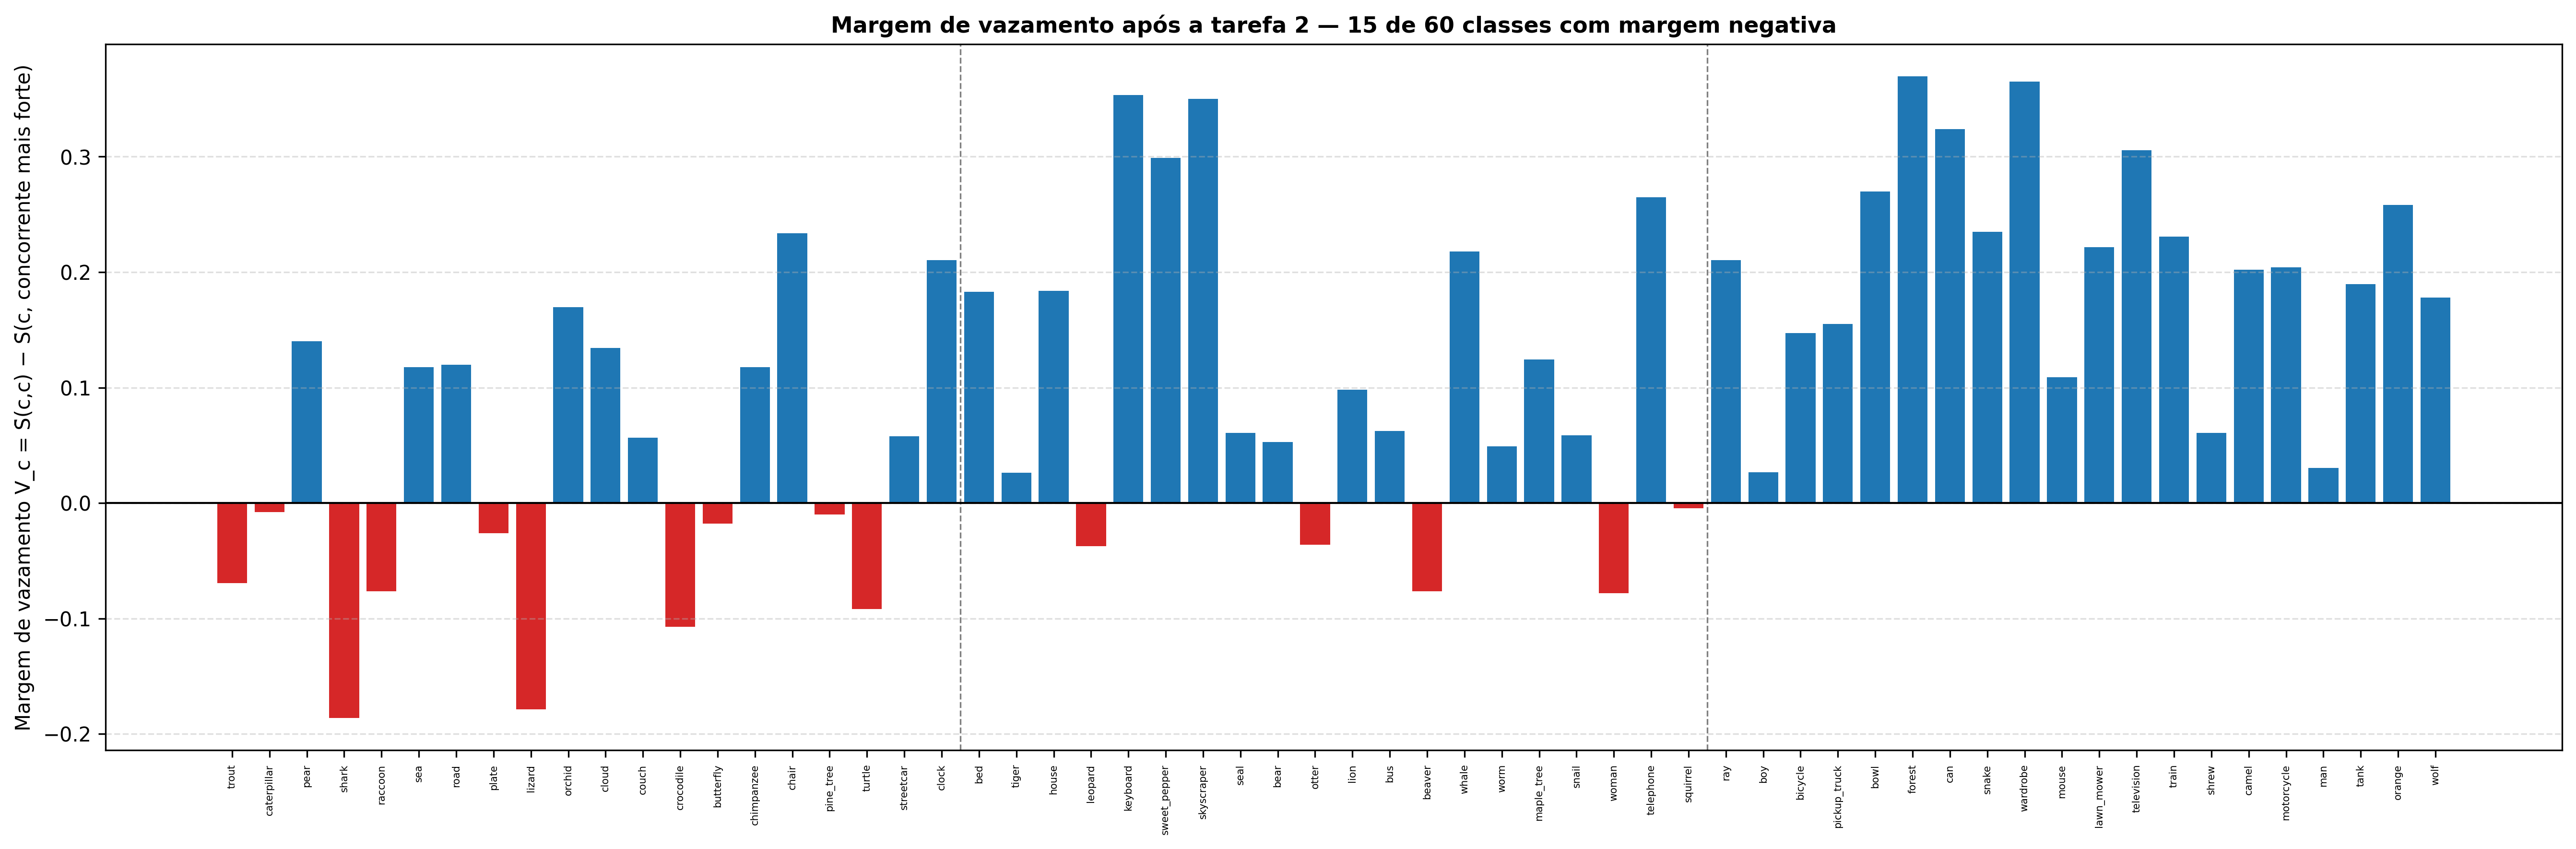 Margem de vazamento após a tarefa 2 — 15 de 60 classes com margem negativa
Margem de vazamento V_c = S(c,c) − S(c, concorrente mais forte)
0.3
0.2
0.1
0.0
−0.1
−0.2
trout
caterpillar
pear
shark
raccoon
sea
road
plate
lizard
orchid
cloud
couch
crocodile
butterfly
chimpanzee
chair
pine_tree
turtle
streetcar
clock
bed
tiger
house
leopard
keyboard
sweet_pepper
skyscraper
seal
bear
otter
lion
bus
beaver
whale
worm
maple_tree
snail
woman
telephone
squirrel
ray
boy
bicycle
pickup_truck
bowl
forest
can
snake
wardrobe
mouse
lawn_mower
television
train
shrew
camel
motorcycle
man
tank
orange
wolf